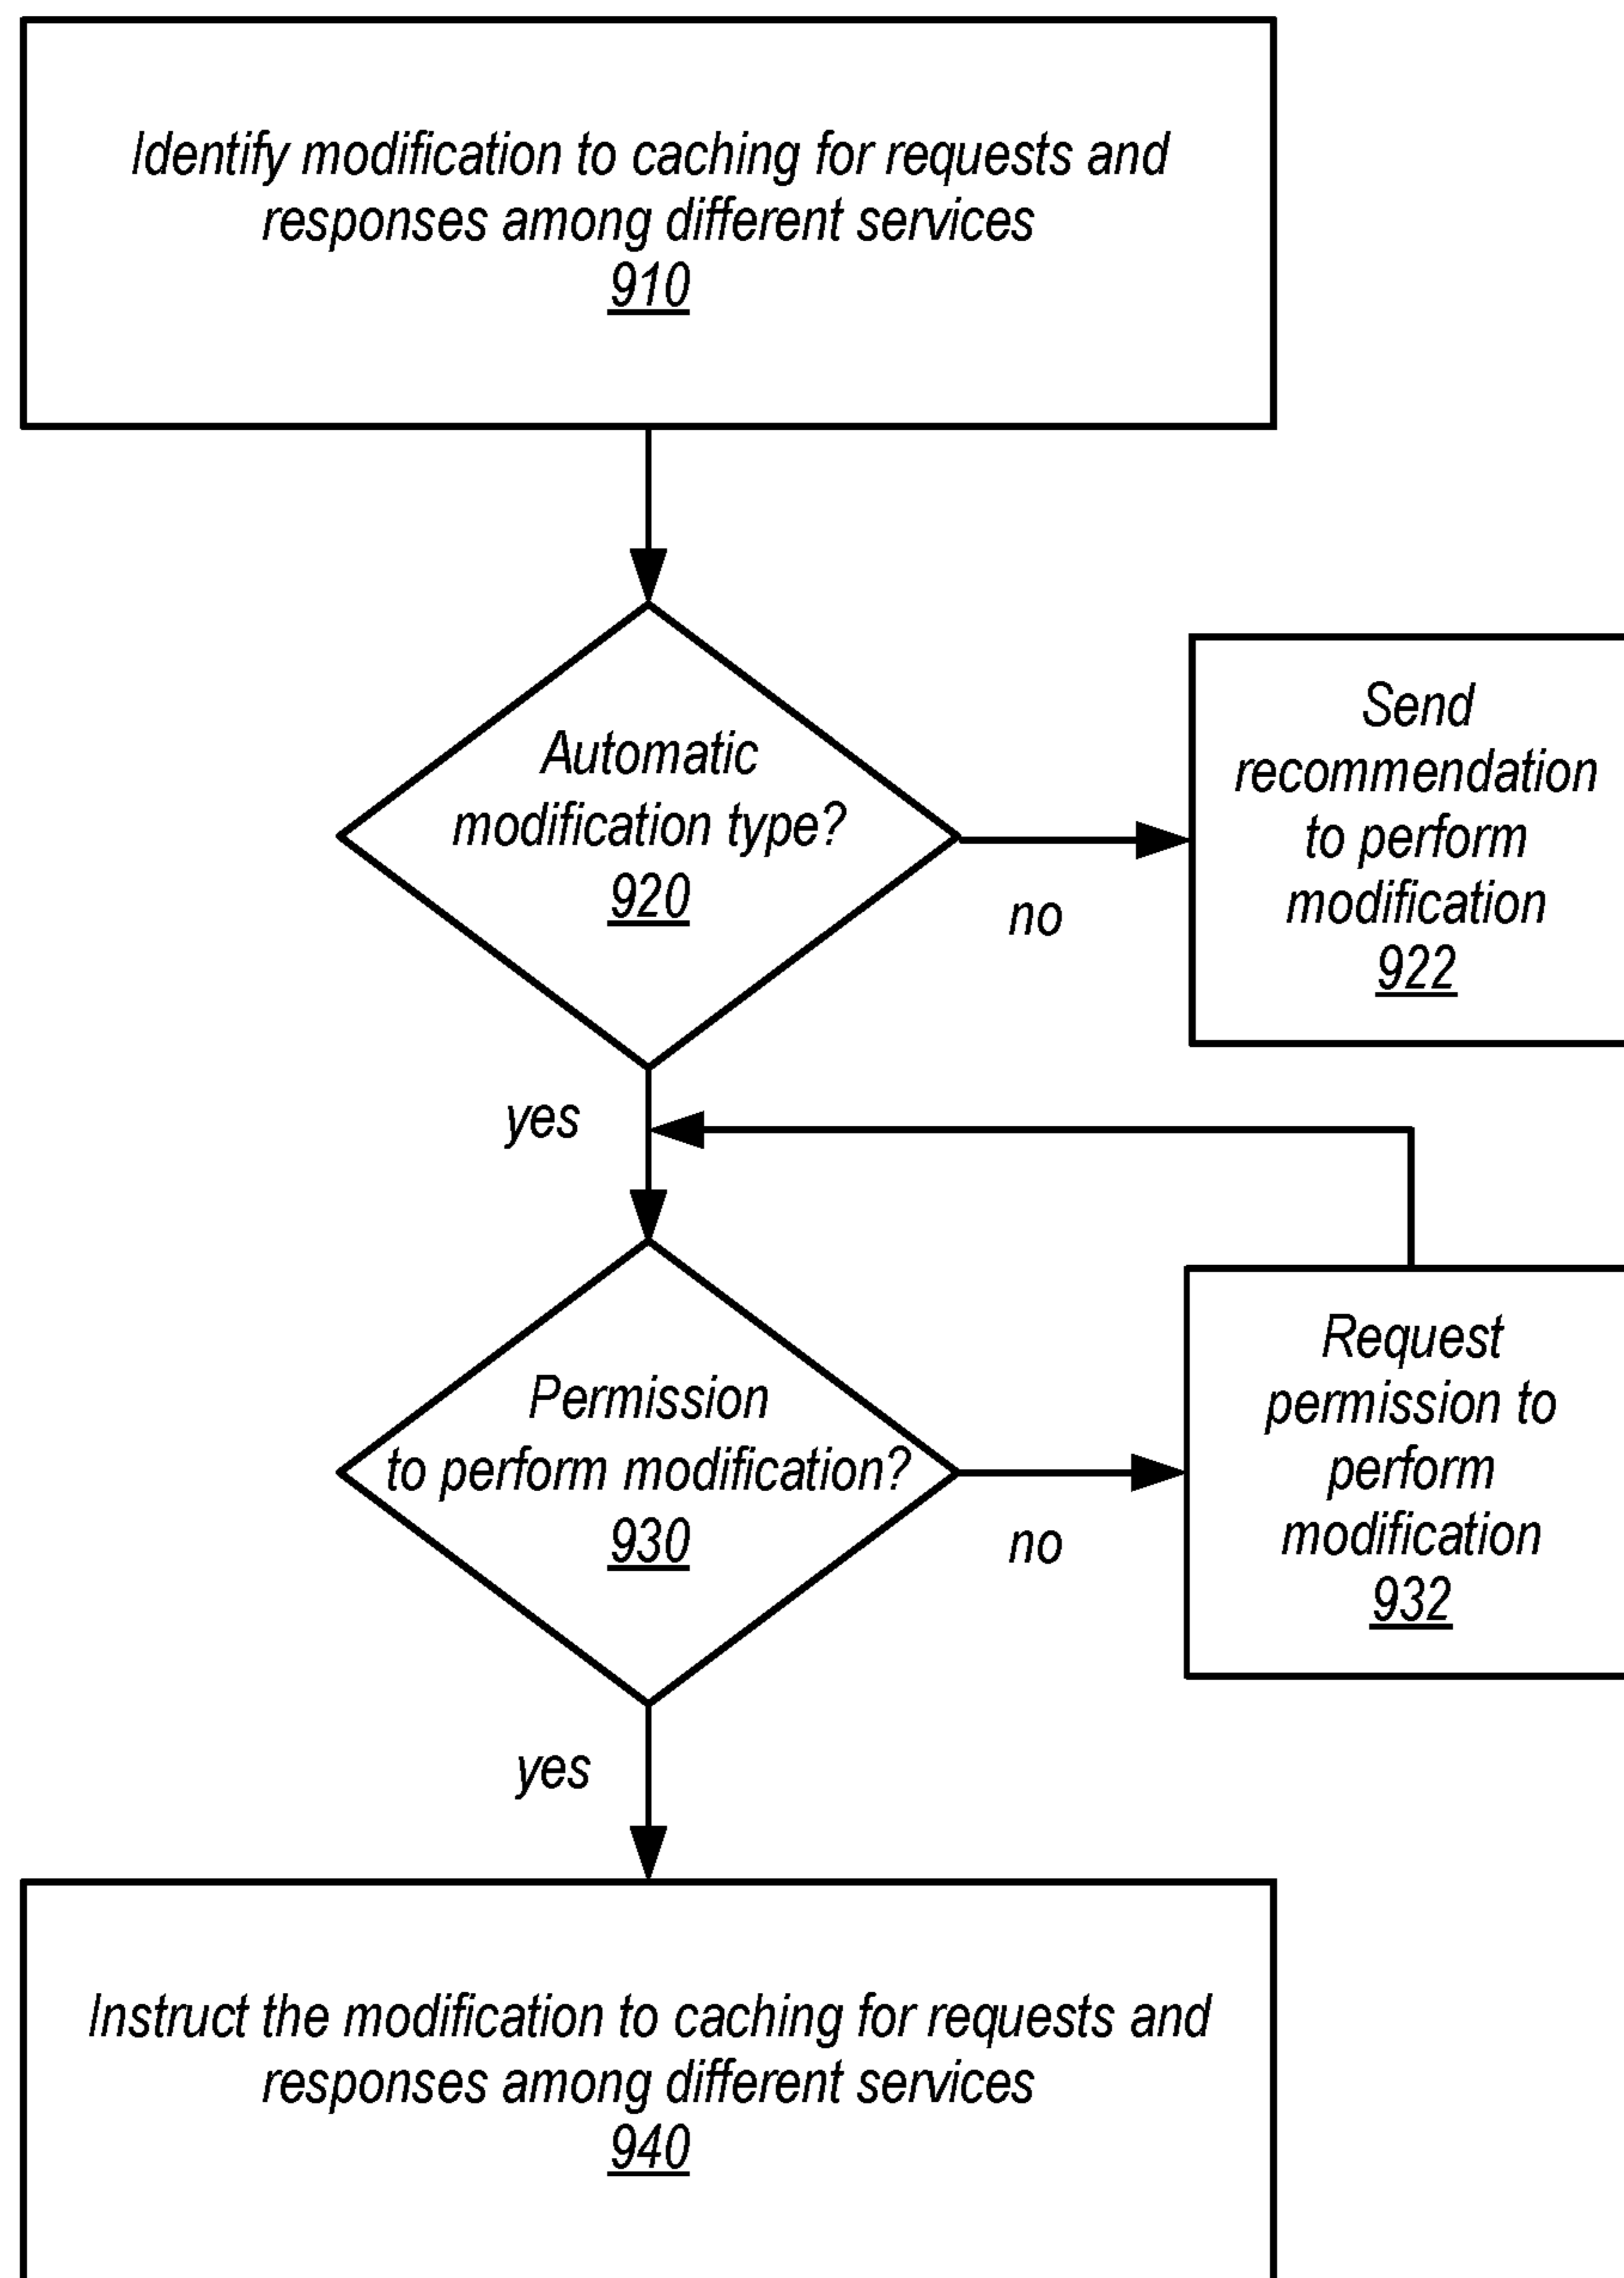 Identify modification to caching for requests and
responses among different services
910
Automatic
modification type?
920
no
Send
recommendation
to perform
modification
922
yes
Permission
to perform modification?
930
no
Request
permission to
perform
modification
932
yes
Instruct the modification to caching for requests and
responses among different services
940